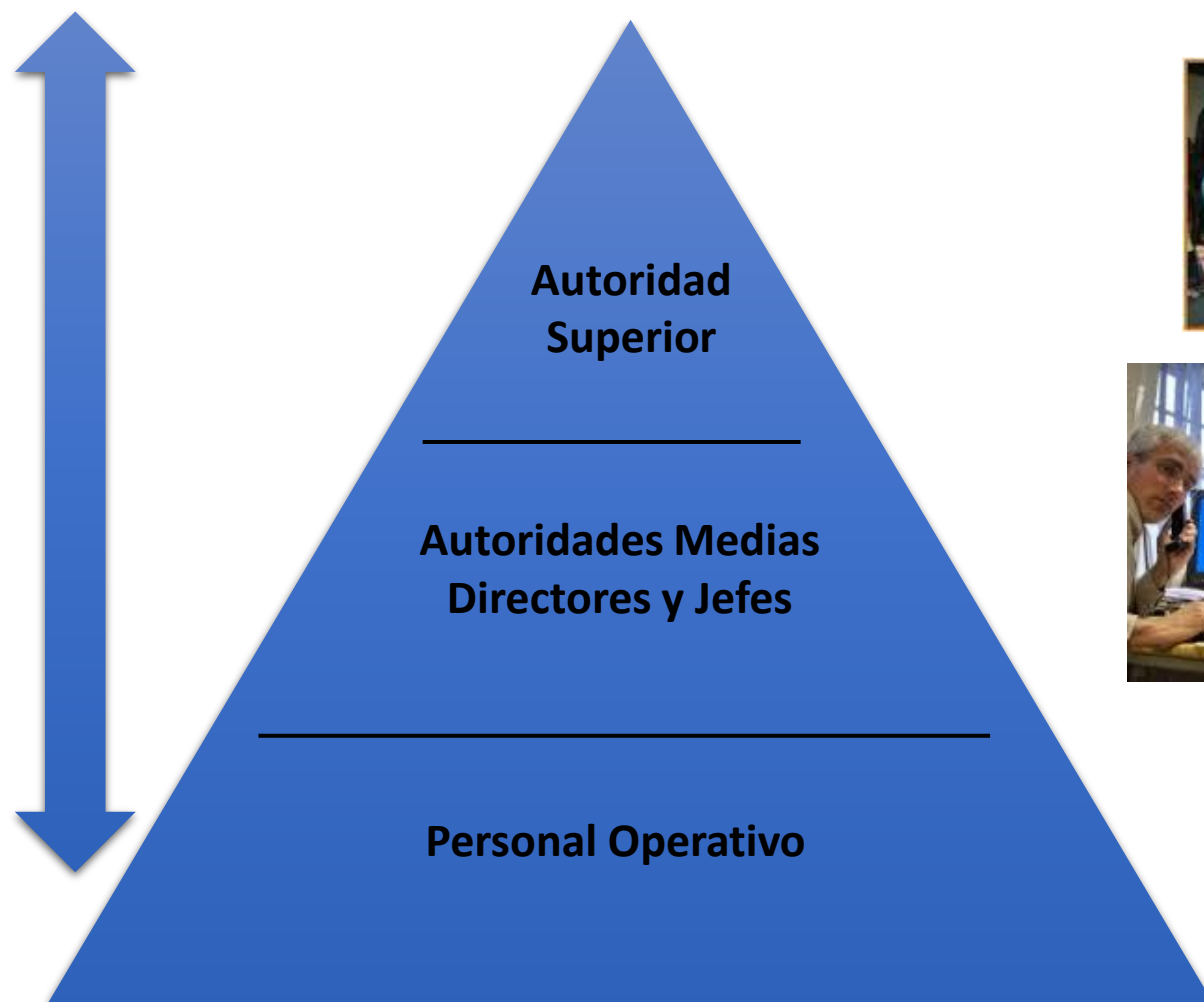 Autoridad
Superior
Autoridades Medias
Directores y Jefes
Personal Operativo